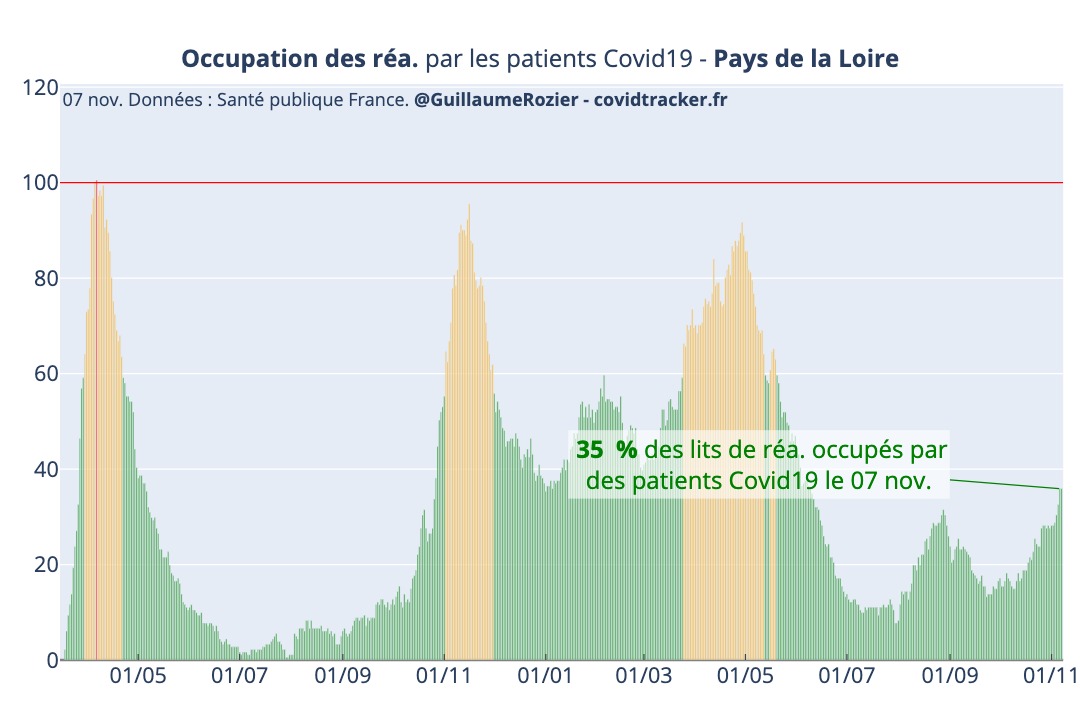 Occupation des réa. par les patients Covid19 - Pays de la Loire
120
07 nov. Données : Santé publique France. @GuillaumeRozier - covidtracker.fr
100
80
60
40
20
0
35  % des lits de réa. occupés par
des patients Covid19 le 07 nov.
01/05 01/07 01/09 01/11 01/01 01/03 01/05 01/07 01/09 01/11